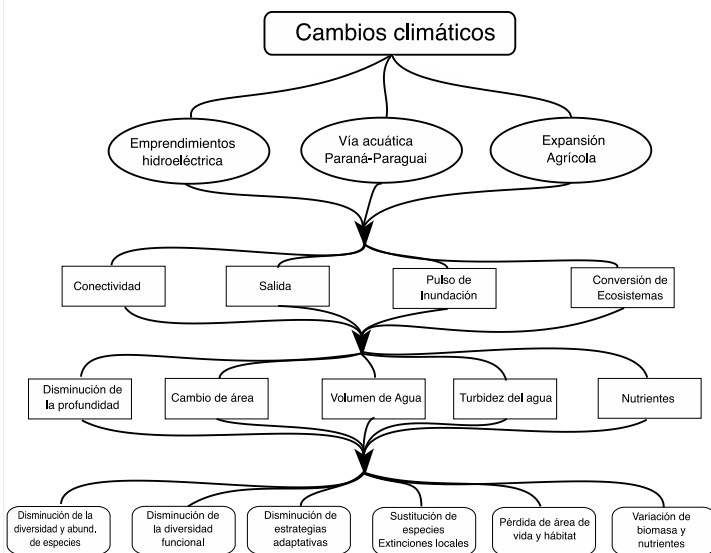 Cambios climáticos
Emprendimientos
hidroeléctrica
Vía acuática
Paraná-Paraguai
Expansión
Agrícola
Conectividad
Salida
Pulso de
Inundación
Conversión de
Ecosistemas
Disminución de
la profundidid
Cambio de área
Volumen de Agua
Turbidez del agua
Nutrientes
Disminución de la
diversidad y abund.
de especies
Disminución de
la diversidad
funcional
Disminución de
estrategias
adaptativas
Sustitución de
especies
Extinciones locales
Pérdida de área de
vida y hábitat
Variación de
biomasa y
nutrientes